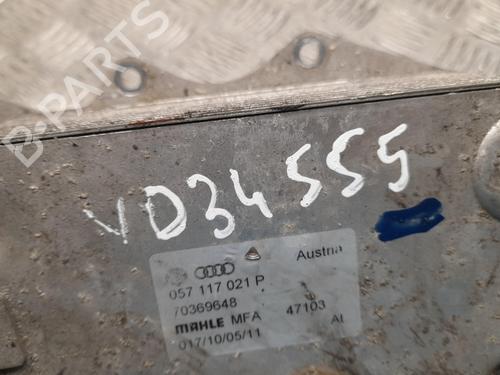 B-PARTS
VD34555
Austria
057 117 021 P
70369648
MAHLE MFA 47103
017/10/05/11 AI